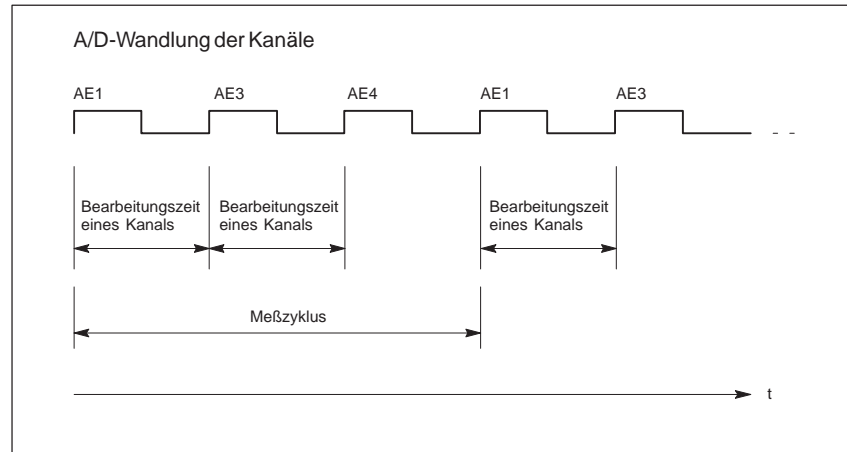 A/D-Wandlung der Kanäle
AE1 AE3 AE4 AE1 AE3
Bearbeitungszeit
eines Kanals
Bearbeitungszeit
eines Kanals
Bearbeitungszeit
eines Kanals
Meßzyklus
t